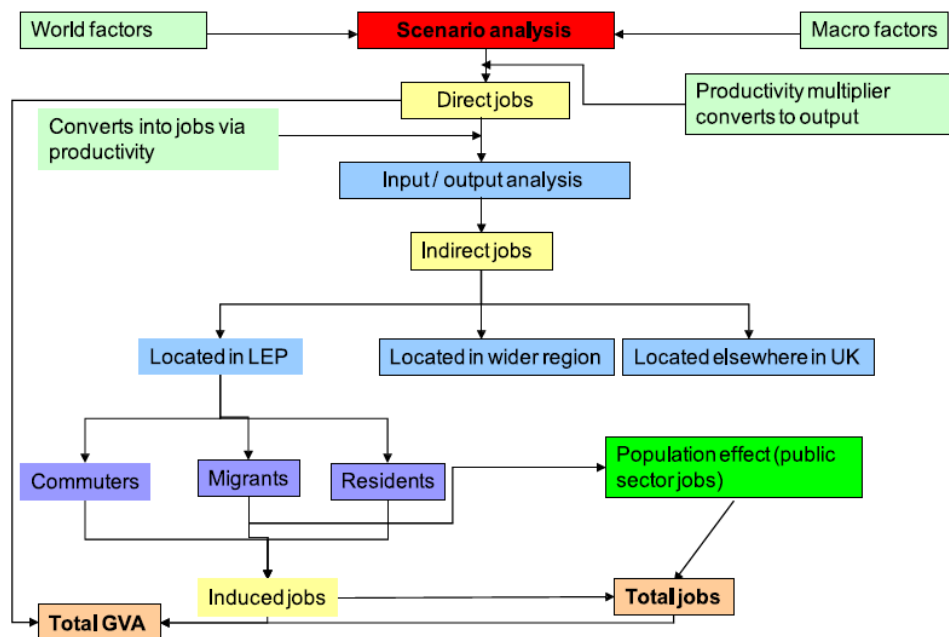 World factors
Scenario analysis
Macro factors
Direct jobs
Productivity multiplier
converts to output
Converts into jobs via
productivity
Input / output analysis
Indirect jobs
Located in LEP
Located in wider region
Located elsewhere in UK
Commuters
Migrants
Residents
Population effect (public
sector jobs)
Induced jobs
Total jobs
Total GVA